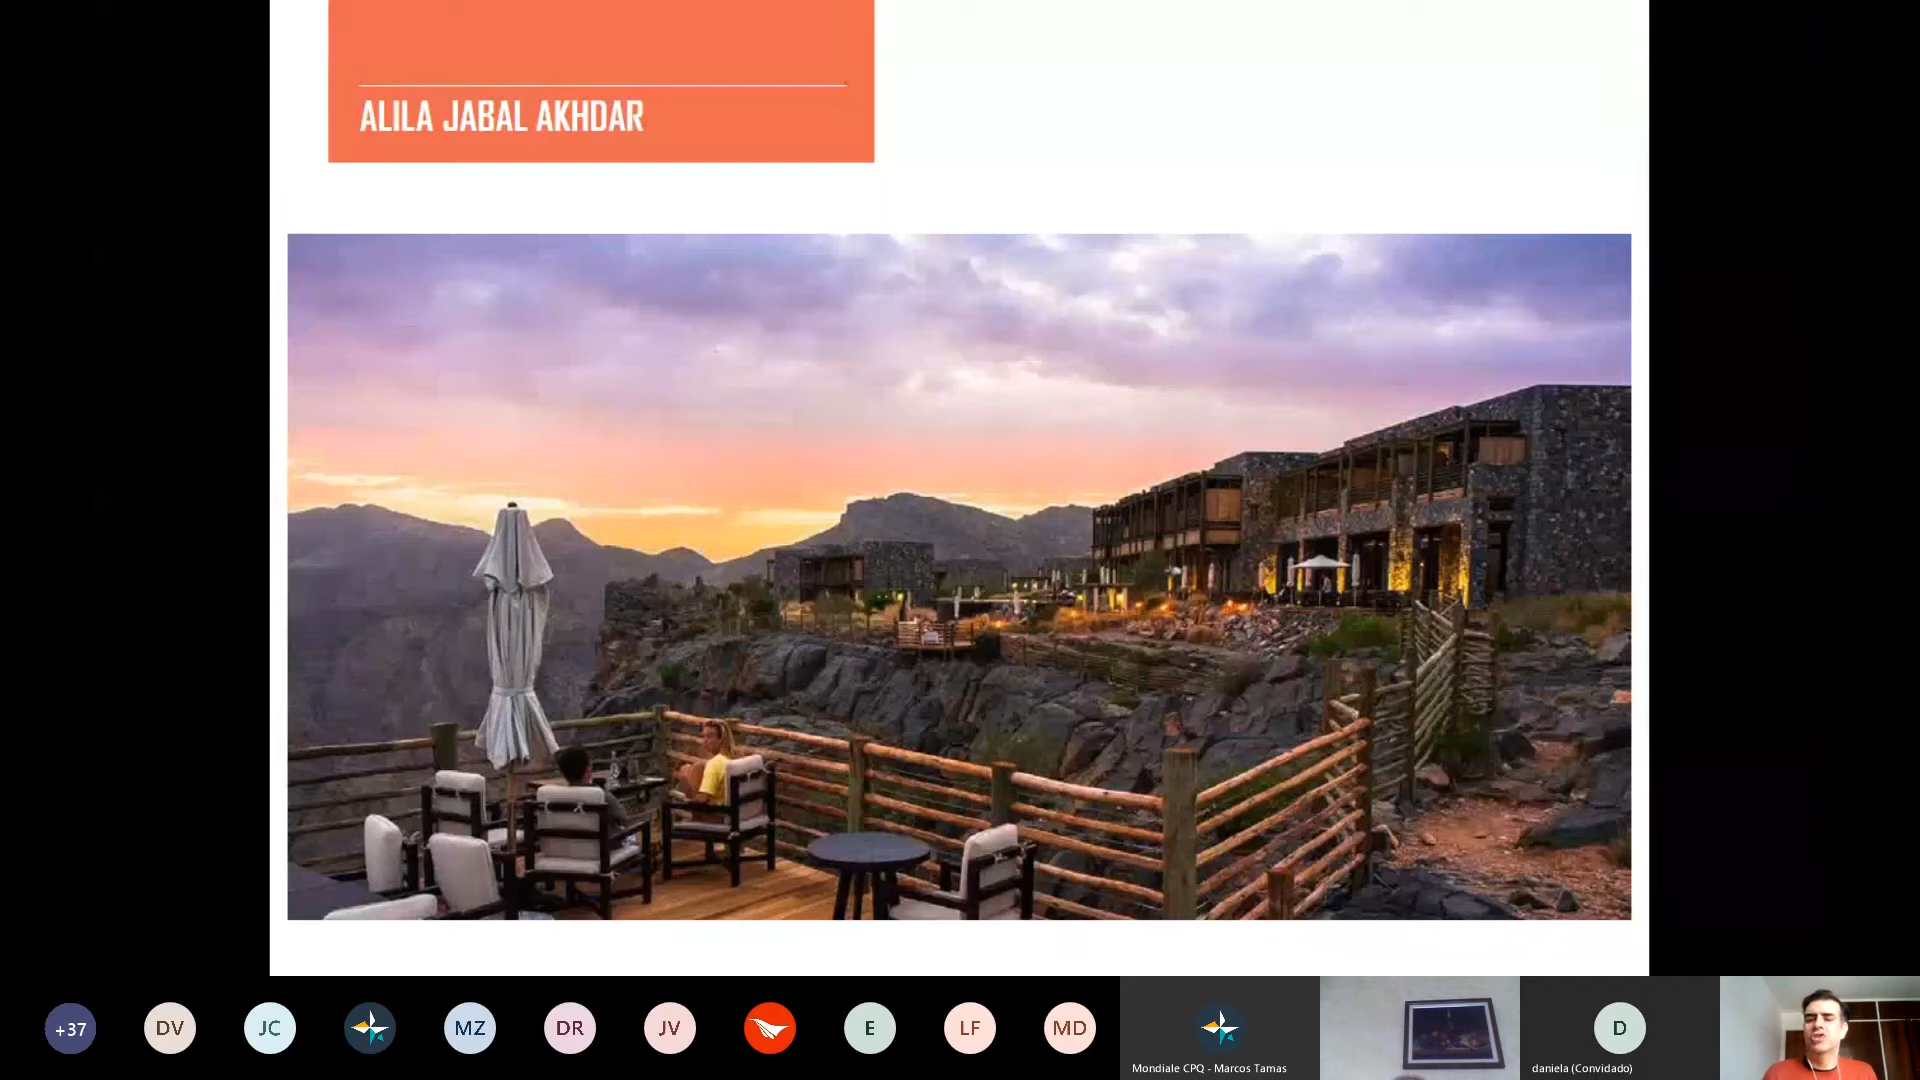 ALILA JABAL AKHDAR
+37
DV
JC
MZ
DR
JV
E
LF
MD
Mondiale CPQ - Marcos Tamas
D
daniela (Convidado)